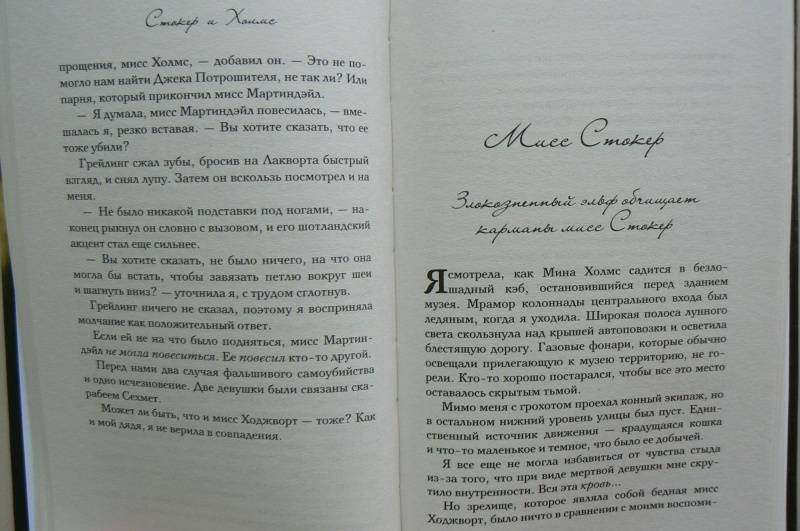 Стокер и Холмс
прощения, мисс Холмс, — добавил он. — Это не по-
могло нам найти Джека Потрошителя, не так ли? Или
парня, который прикончил мисс Мартиндэйл.
— Я думала, мисс Мартиндэйл повесилась, — вме-
шалась я, резко вставая. — Вы хотите сказать, что ее
тоже убили?
Грейлинг сжал зубы, бросив на Лакворта быстрый
взгляд, и снял лупу. Затем он вскользь посмотрел и на
меня.
— Не было никакой подставки под ногами, — на-
конец рыкнул он словно с вызовом, и его шотландский
акцент стал еще сильнее.
— Вы хотите сказать, не было ничего, на что она
могла бы встать, чтобы завязать петлю вокруг шеи
и шагнуть вниз? — уточнила я, с трудом сглотнув.
Грейлинг ничего не сказал, поэтому я восприняла
молчание как положительный ответ.
Если ей не на что было подняться, мисс Мартин-
дэйл не могла повеситься. Ее повесил кто-то другой.
Перед нами два случая фальшивого самоубийства
и одно исчезновение. Две девушки были связаны ска-
рабеем Сехмет.
Может ли быть, что и мисс Ходжворт — тоже? Как
и мой дядя, я не верила в совпадения.
Мисс Стокер
Злокозненный эльф обчищает
карманы мисс Стокер
Я смотрела, как Мина Холмс садится в безло-
шадный кэб, остановившийся перед зданием
музея. Мрамор колоннады центрального входа был
ледяным, когда я уходила. Широкая полоса лунного
света скользнула над крышей автоповозки и осветила
блестящую дорогу. Газовые фонари, которые обычно
освещали прилегающую к музею территорию, не го-
рели. Кто-то хорошо постарался, чтобы все это место
оставалось скрытым тьмой.
Мимо меня с грохотом проехал конный экипаж, но
в остальном нижний уровень улицы был пуст. Един-
ственный источник движения — крадущаяся кошка
и что-то маленькое и темное, что было ее добычей.
Я все еще не могла избавиться от чувства стыда
из-за того, что при виде мертвой девушки мне скру-
тило внутренности. Вся эта кровь...
Но зрелище, которое являла собой бедная мисс
Ходжворт, было ничто в сравнении с моими воспоми-